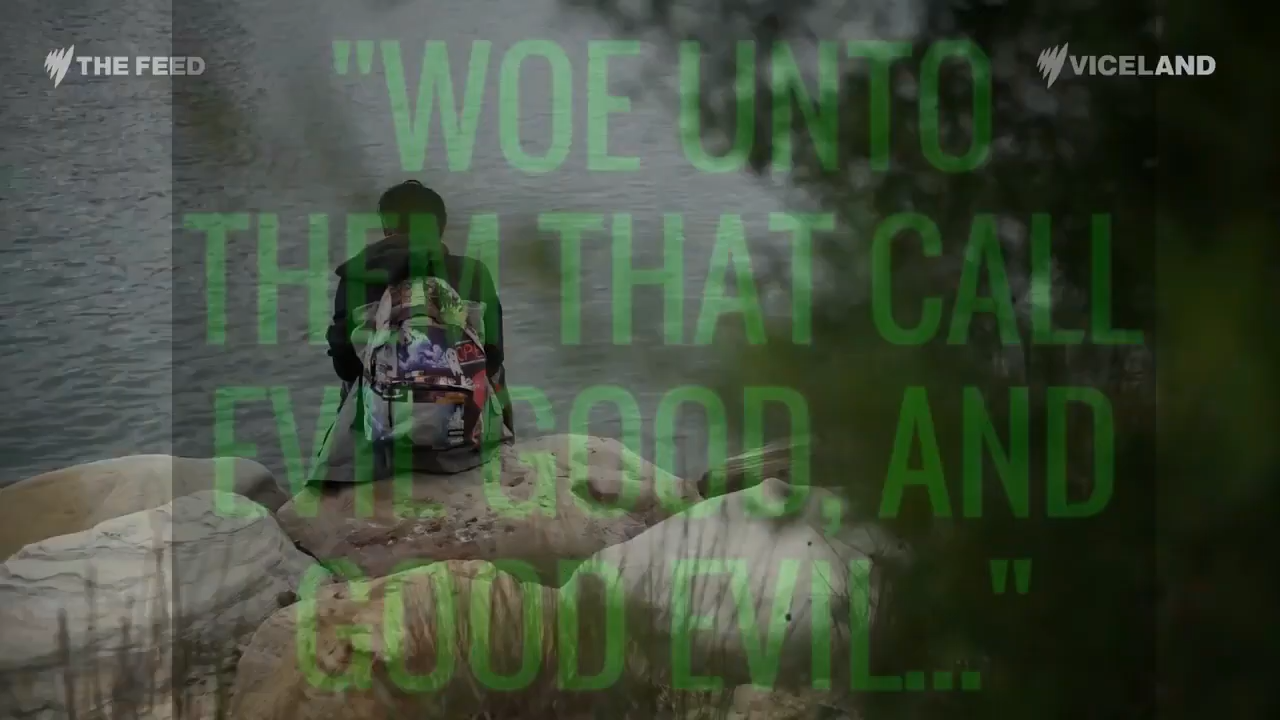 THE FEED
VICELAND
"WOE UNTO
THEM THAT CALL
EVIL GOOD, AND
GOOD EVIL..."